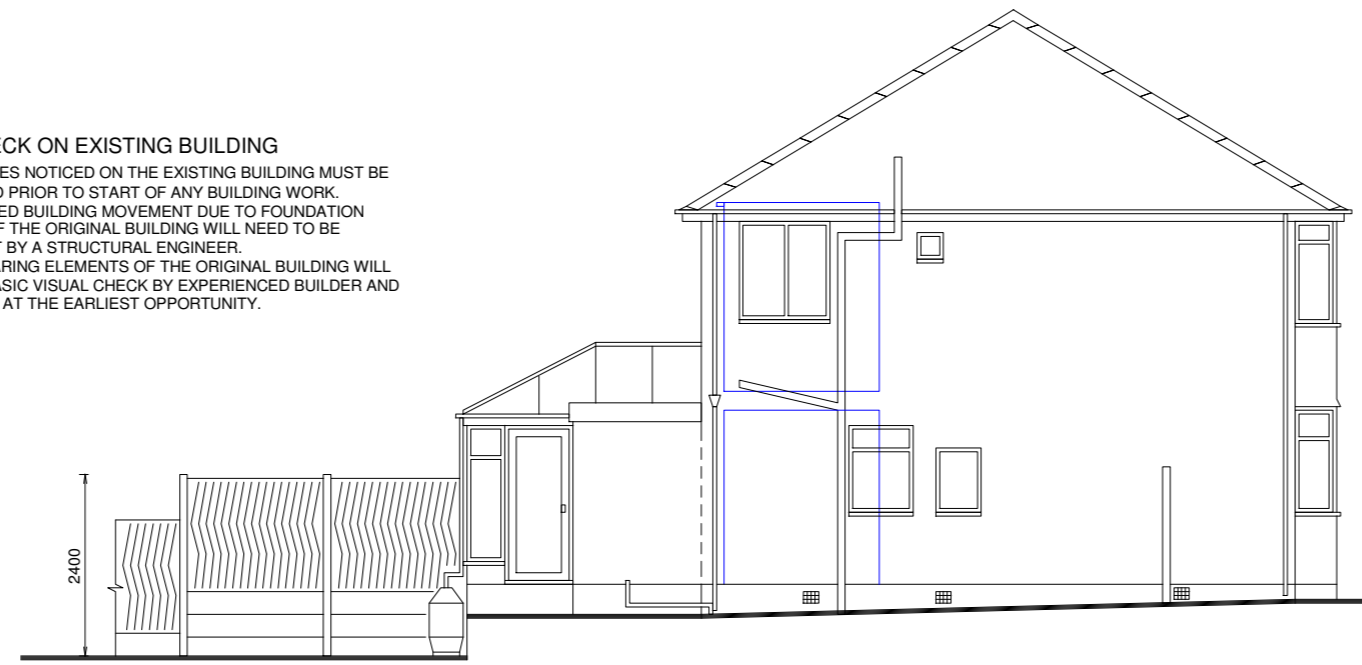 ECK ON EXISTING BUILDING
ES NOTICED ON THE EXISTING BUILDING MUST BE
D PRIOR TO START OF ANY BUILDING WORK.
ED BUILDING MOVEMENT DUE TO FOUNDATION
F THE ORIGINAL BUILDING WILL NEED TO BE
T BY A STRUCTURAL ENGINEER.
ARING ELEMENTS OF THE ORIGINAL BUILDING WILL
ASIC VISUAL CHECK BY EXPERIENCED BUILDER AND
AT THE EARLIEST OPPORTUNITY.
2400